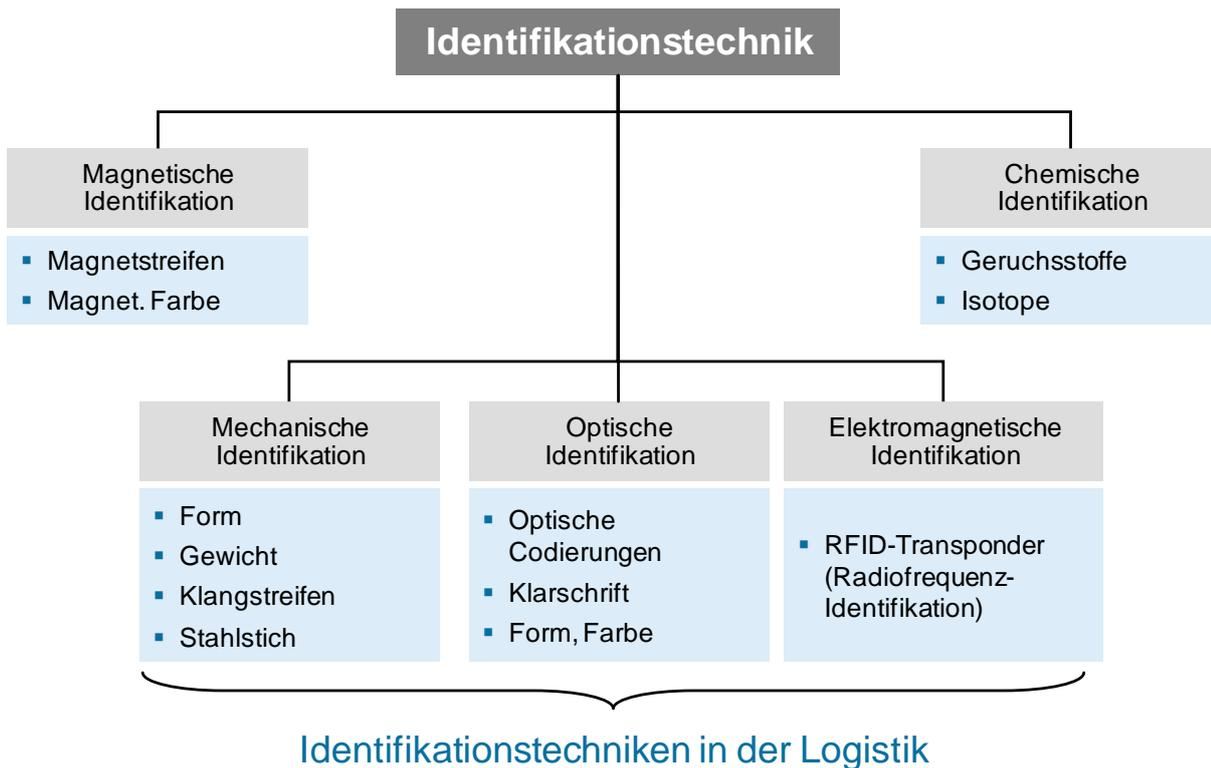 Identifikationstechnik
Magnetische
Identifikation
▪ Magnetstreifen
▪ Magnet. Farbe
Chemische
Identifikation
▪ Geruchsstoffe
▪ Isotope
Mechanische
Identifikation
▪ Form
▪ Gewicht
▪ Klangstreifen
▪ Stahlstich
Optische
Identifikation
▪ Optische
Codierungen
▪ Klarschrift
▪ Form, Farbe
Elektromagnetische
Identifikation
▪ RFID-Transponder
(Radiofrequenz-
Identifikation)
Identifikationstechniken in der Logistik